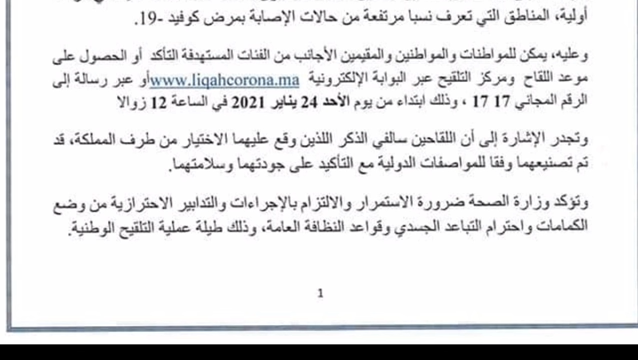 أولية، المناطق التي تعرف نسبا مرتفعة من حالات الإصابة بمرض كوفيد -19.
وعليه، يمكن للمواطنات والمواطنين والمقيمين الأجانب من الفئات المستهدفة التأكد أو الحصول على
موعد اللقاح ومركز التلقيح عبر البوابة الإلكترونية www.liqahcorona.ma أو عبر رسالة إلى
الرقم المجاني 17 17 ، وذلك ابتداء من يوم الأحد 24 يناير 2021 في الساعة 12 زوالا
وتجدر الإشارة إلى أن اللقاحين سالفي الذكر اللذين وقع عليهما الاختيار من طرف المملكة، قد
تم تصنيعهما وفقا للمواصفات الدولية مع التأكيد على جودتهما وسلامتهما.
وتؤكد وزارة الصحة ضرورة الاستمرار والالتزام بالإجراءات والتدابير الاحترازية من وضع
الكمامات واحترام التباعد الجسدي وقواعد النظافة العامة، وذلك طيلة عملية التلقيح الوطنية.
1